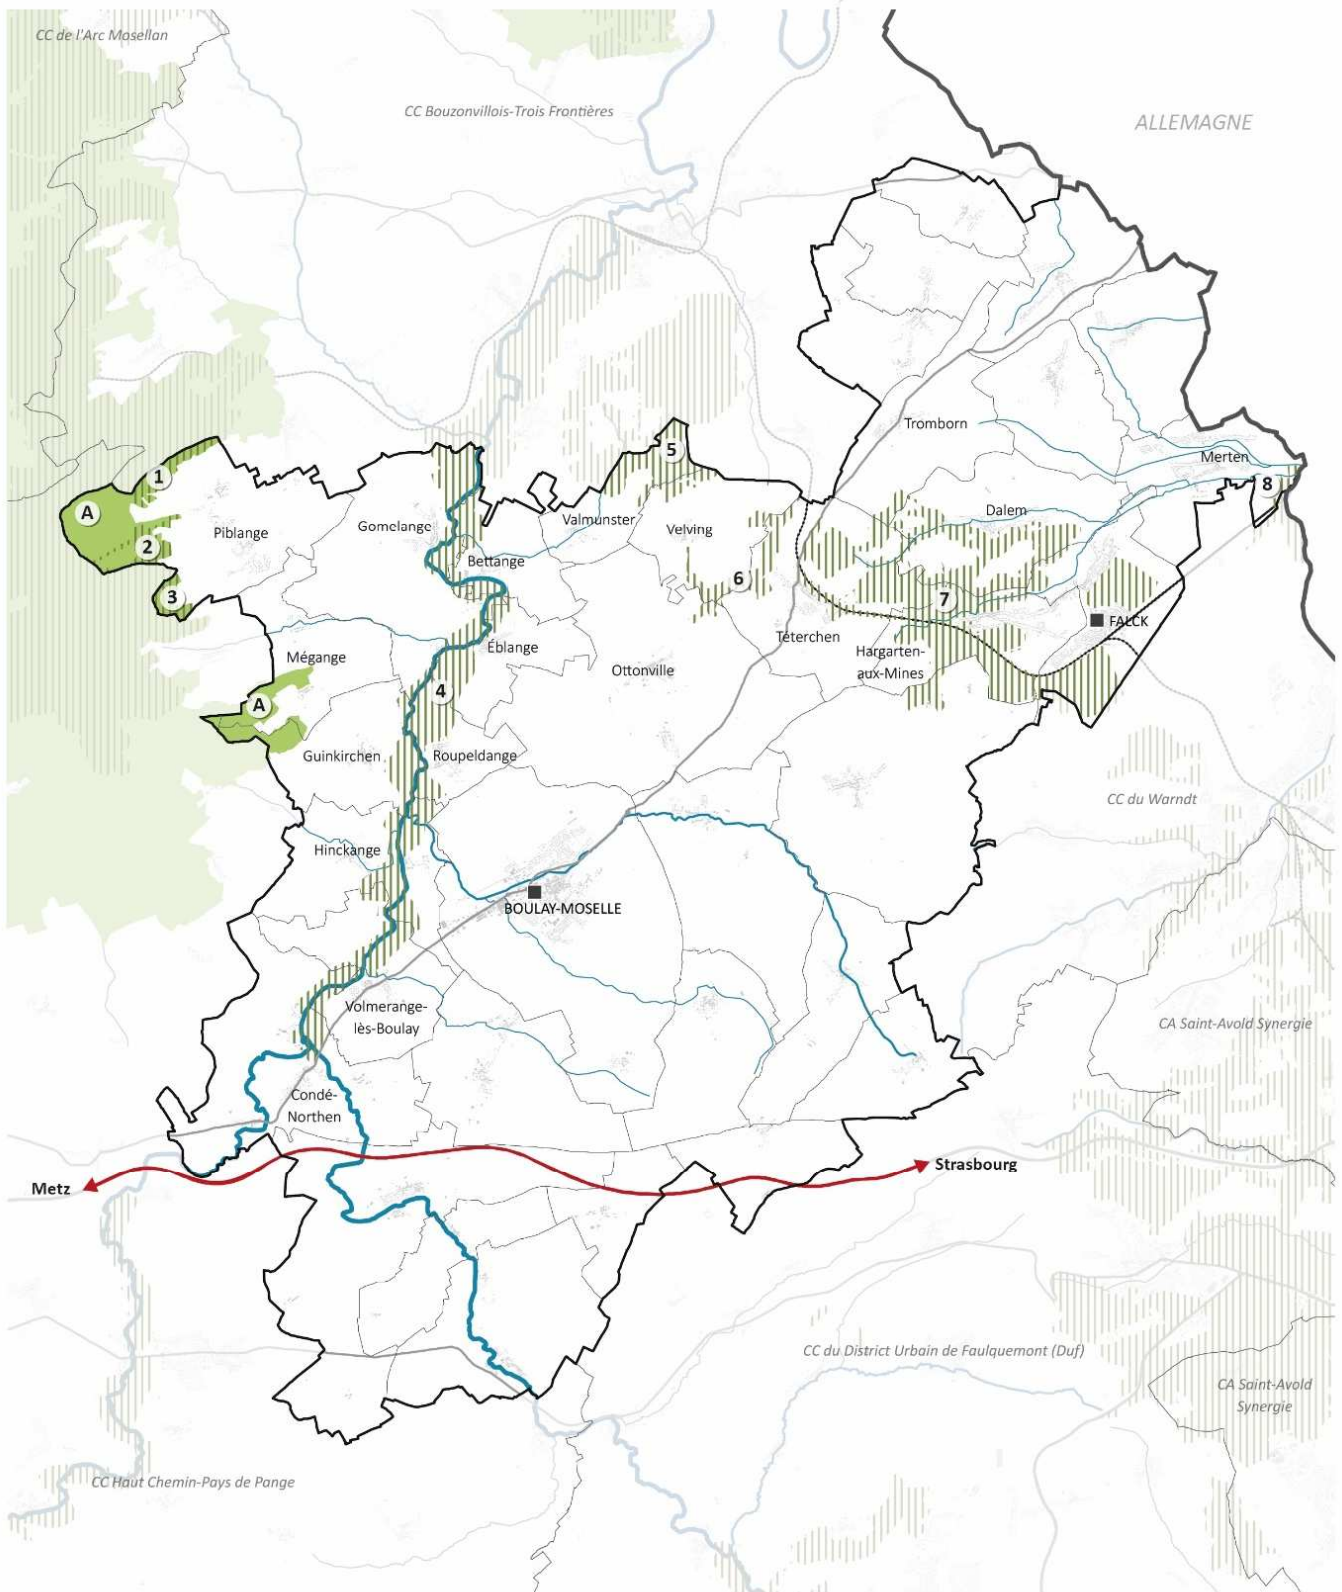 CC de l'Arc Mosellan
CC Bouzonvillois-Trois Frontières
ALLEMAGNE
Tromborn
Merten
5
1
8
A
Dalem
Piblange
Gomelange
Valmunster
Velving
2
Bettange
6
3
7
FALCK
Téterchen
Éblange
Hargarten-
aux-Mines
Mégange
Ottonville
4
A
Guinkirchen
Roupeldange
CC du Warndt
Hinckange
BOULAY-MOSELLE
Volmerange-
lès-Boulay
CA Saint-Avold Synergie
Condé-
Northen
Strasbourg
Metz
CC du District Urbain de Faulquemont (Duf)
CA Saint-Avold
Synergie
CC Haut Chemin-Pays de Pange